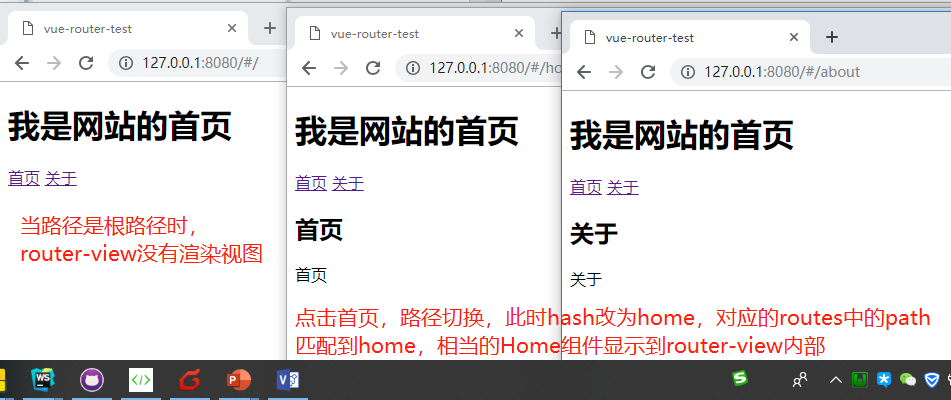 vue-router-test
127.0.0.1:8080/#/
我是网站的首页
首页 关于
当路径是根路径时，
router-view没有渲染视图
vue-router-test
127.0.0.1:8080/#/ho
我是网站的首页
首页 关于
首页
首页
vue-router-test
127.0.0.1:8080/#/about
我是网站的首页
首页 关于
关于
关于
点击首页，路径切换，此时hash改为home，对应的routes中的path
匹配到home，相当的Home组件显示到router-view内部
WS